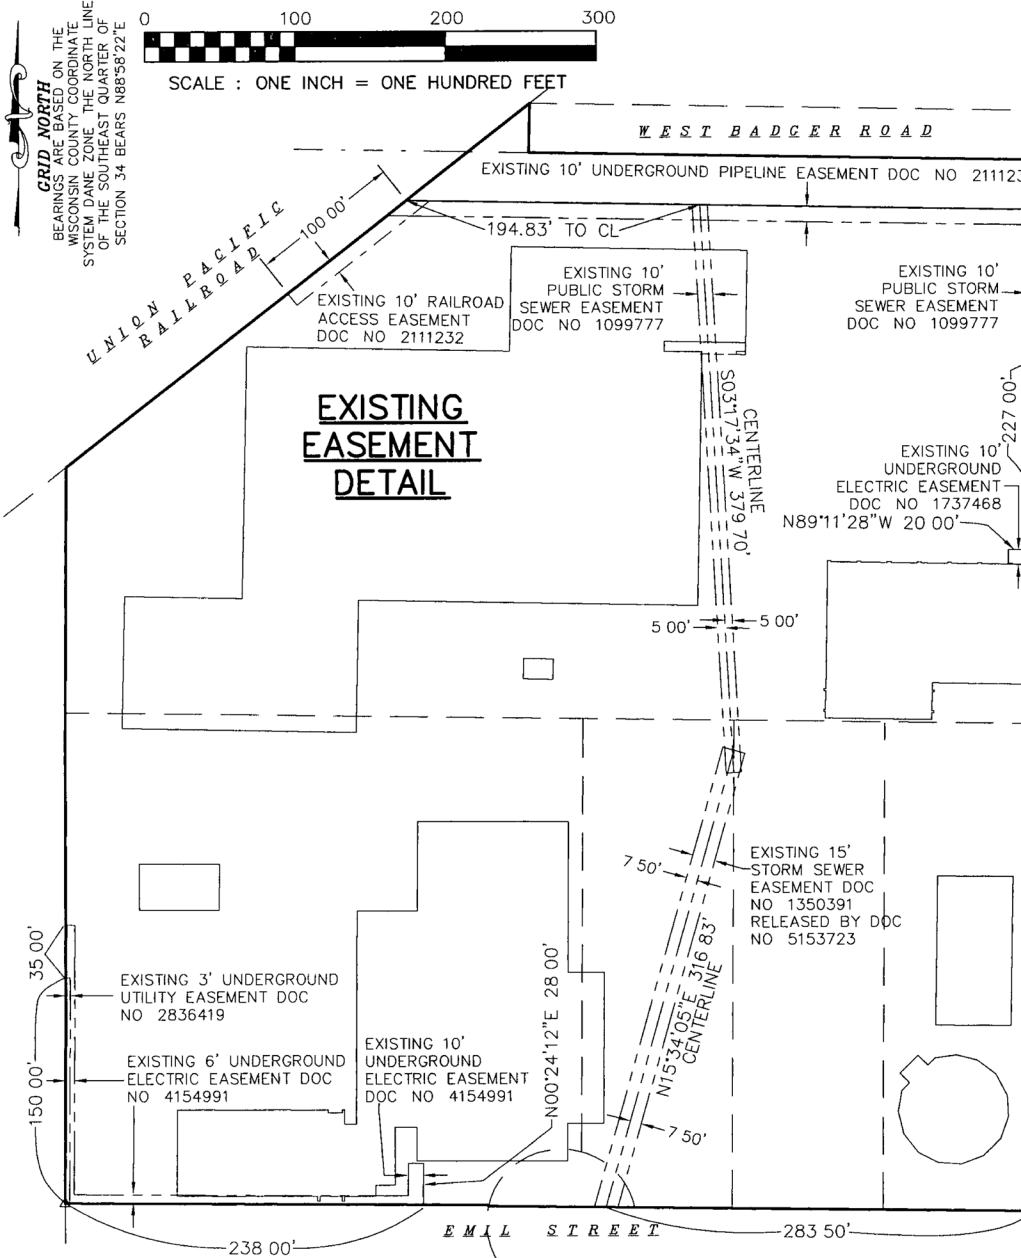 0 100 200 300
SCALE : ONE INCH = ONE HUNDRED FEET
GRID NORTH
BEARINGS ARE BASED ON THE
WISCONSIN COUNTY COORDINATE
SYSTEM DANE ZONE, THE NORTH LINE
OF THE SOUTHEAST QUARTER OF
SECTION 34 BEARS N88°58'22"E
WEST BADGER ROAD
EXISTING 10' UNDERGROUND PIPELINE EASEMENT DOC NO
UNION PACIFIC
RAILROAD
100 00'
194.83' TO CL
EXISTING 10' RAILROAD
ACCESS EASEMENT
DOC NO 2111232
EXISTING 10'
PUBLIC STORM
SEWER EASEMENT
DOC NO 1099777
EXISTING 10'
PUBLIC STORM
SEWER EASEMENT
DOC NO 1099777
EXISTING
EASEMENT
DETAIL
CENTERLINE
S03°17'34"W 379 70'
227 00'
EXISTING 10'
UNDERGROUND
ELECTRIC EASEMENT
DOC NO 1737468
N89°11'28"W 20 00'
5 00' 5 00'
EXISTING 15'
STORM SEWER
EASEMENT DOC
NO 1350391
RELEASED BY DOC
NO 5153723
7 50'
N15°34'05"E 316 83'
CENTERLINE
7 50'
35 00'
EXISTING 3' UNDERGROUND
UTILITY EASEMENT DOC
NO 2836419
150 00'
EXISTING 6' UNDERGROUND
ELECTRIC EASEMENT DOC
NO 4154991
EXISTING 10'
UNDERGROUND
ELECTRIC EASEMENT
DOC NO 4154991
N00°24'12"E 28 00'
EMIL STREET
238 00'
283 50'